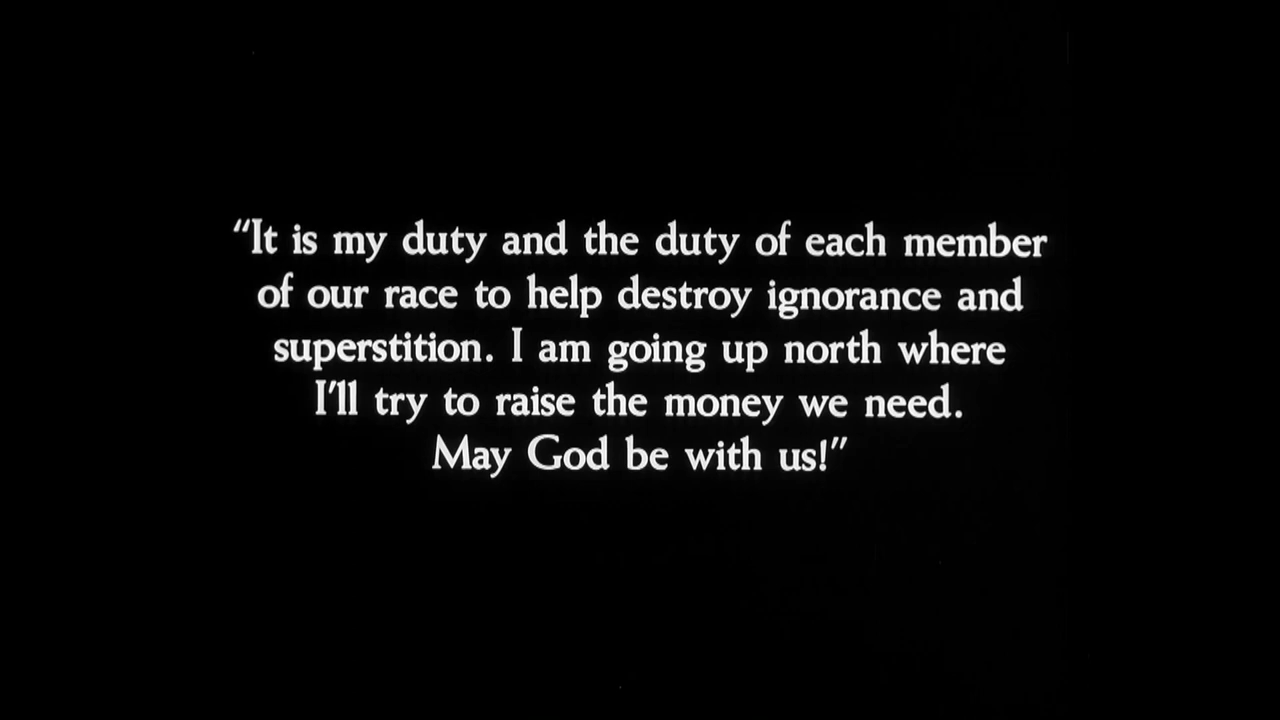 “It is my duty and the duty of each member
of our race to help destroy ignorance and
superstition. I am going up north where
I'll try to raise the money we need.
May God be with us!”